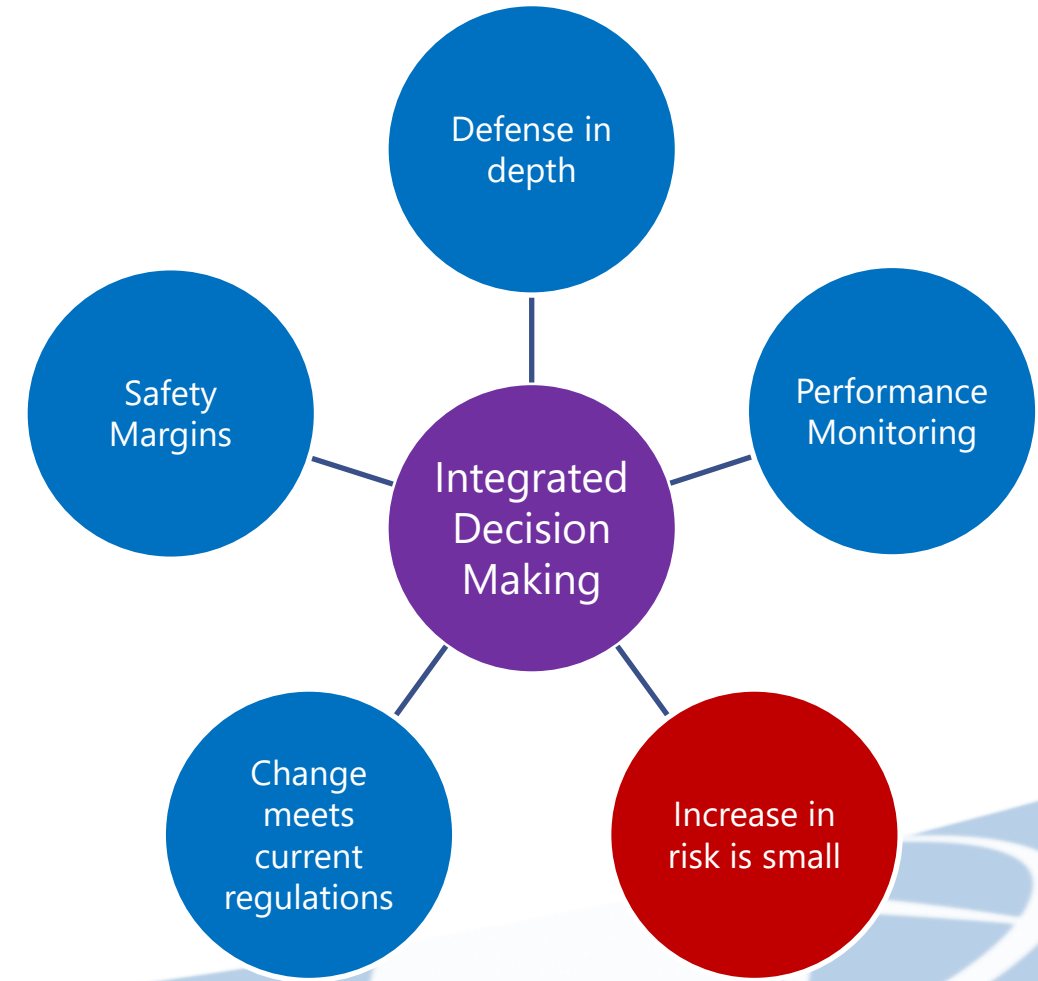 Defense in
depth
Safety
Margins
Performance
Monitoring
Integrated
Decision
Making
Change
meets
current
regulations
Increase in
risk is small